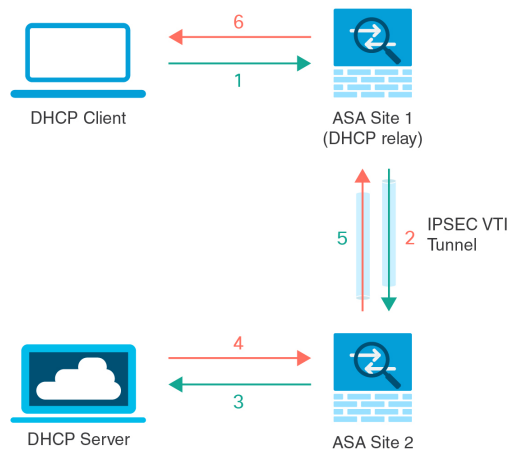 6
1
DHCP Client
ASA Site 1
(DHCP relay)
5
2
IPSEC VTI
Tunnel
4
3
DHCP Server
ASA Site 2